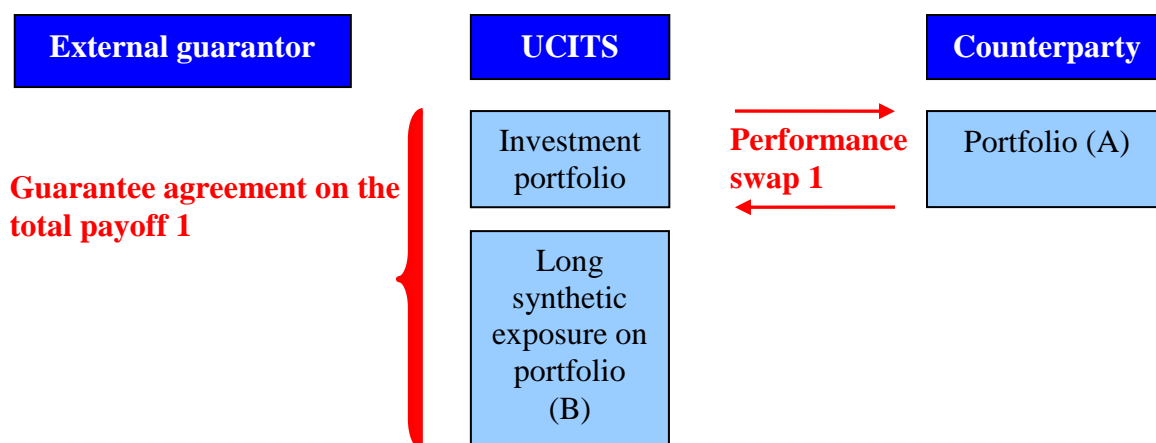 External guarantor
UCITS
Counterparty
Guarantee agreement on the
total payoff 1
Investment
portfolio
Performance
swap 1
Portfolio (A)
Long
synthetic
exposure on
portfolio
(B)